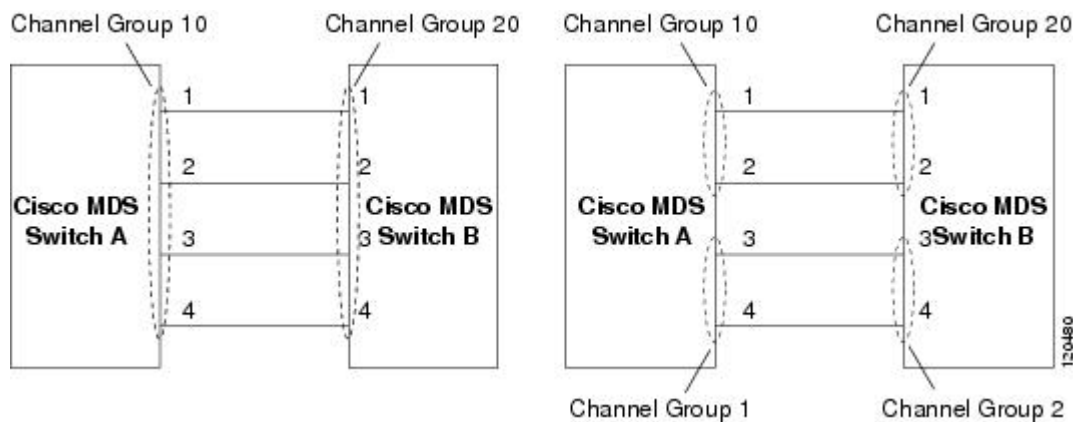 Channel Group 10 Channel Group 20 Channel Group 10 Channel Group 20
1 1 1 1
2 2 2 2
Cisco MDS Cisco MDS Cisco MDS Cisco MDS
Switch A Switch B Switch A Switch B
3 3 3 3
4 4 4 4
120480
Channel Group 1 Channel Group 2